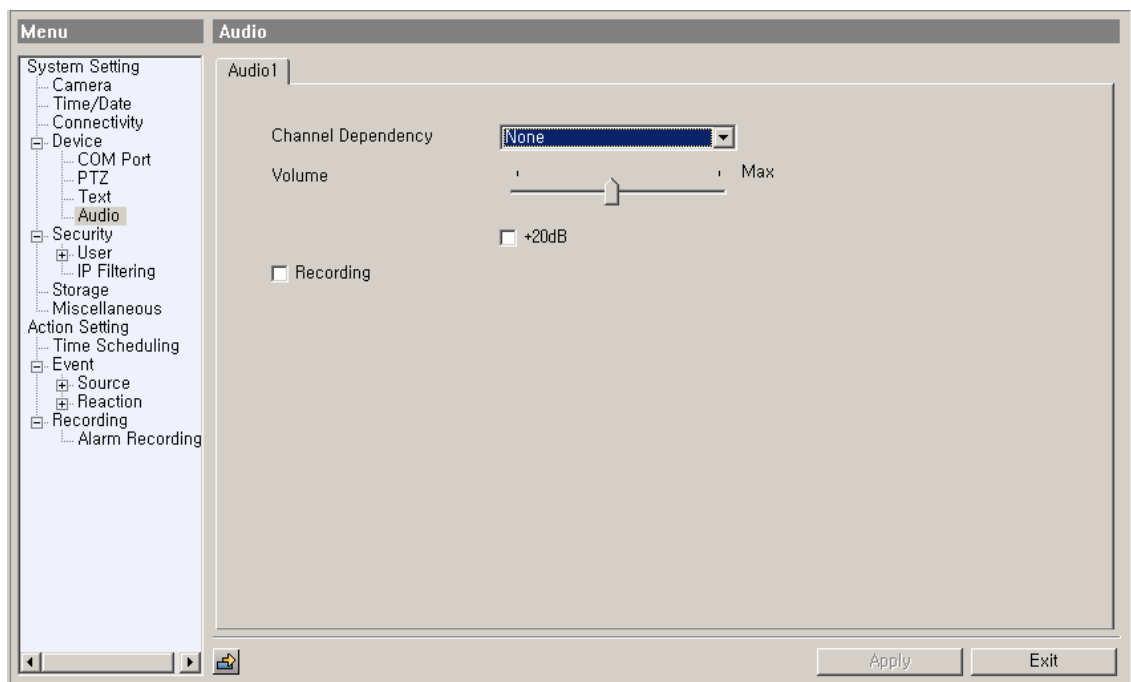 Menu
System Setting
Camera
Time/Date
Connectivity
Device
COM Port
PTZ
Text
Audio
Security
User
IP Filtering
Storage
Miscellaneous
Action Setting
Time Scheduling
Event
Source
Reaction
Recording
Alarm Recording
Audio
Audio1
Channel Dependency None
Volume Max
+20dB
Recording
Apply Exit